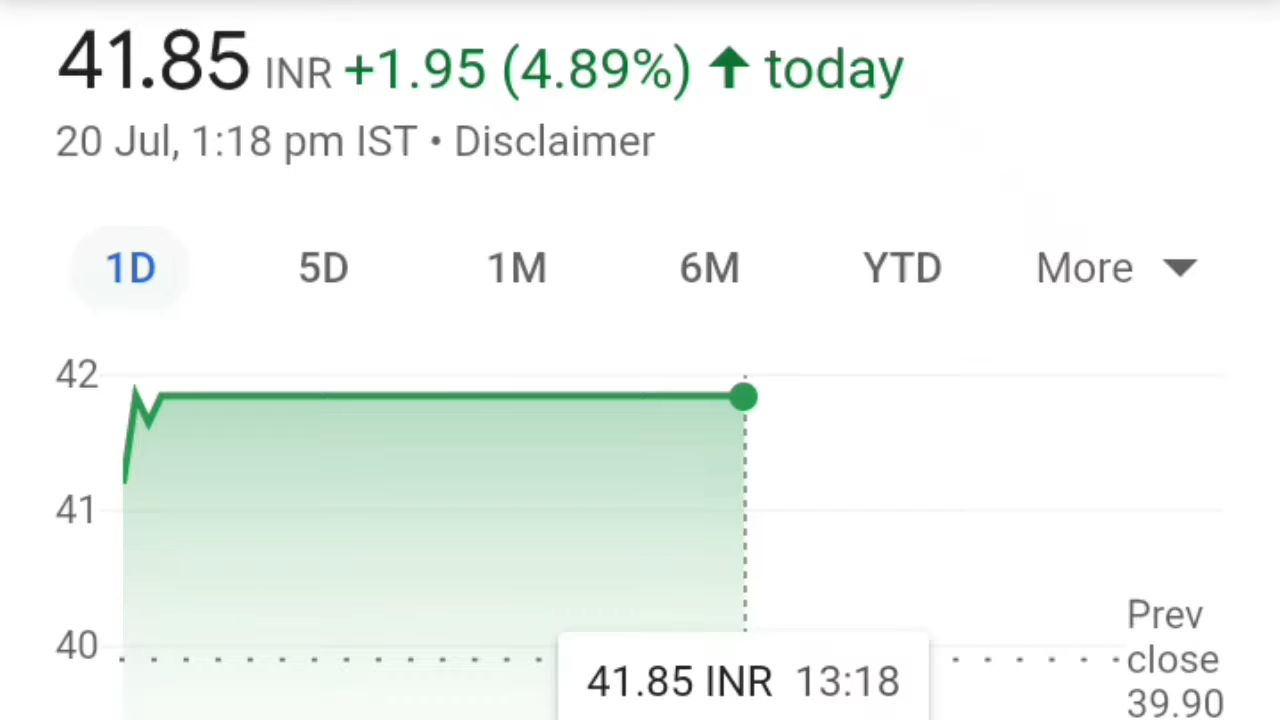 41.85 INR +1.95 (4.89%) ↑ today
20 Jul, 1:18 pm IST • Disclaimer
1D 5D 1M 6M YTD More
42
41
40
Prev
close
39.90
41.85 INR 13:18